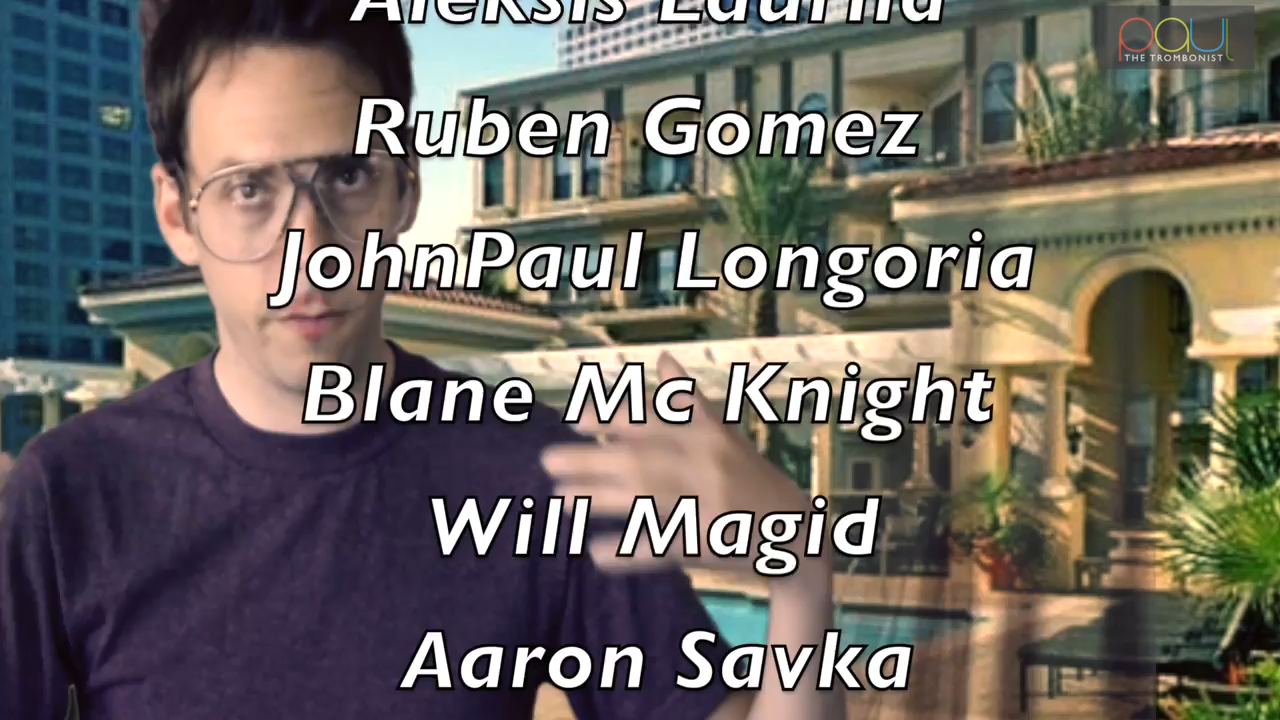 paul
THE TROMBONIST
Ruben Gomez
JohnPaul Longoria
Blane Mc Knight
Will Magid
Aaron Savka